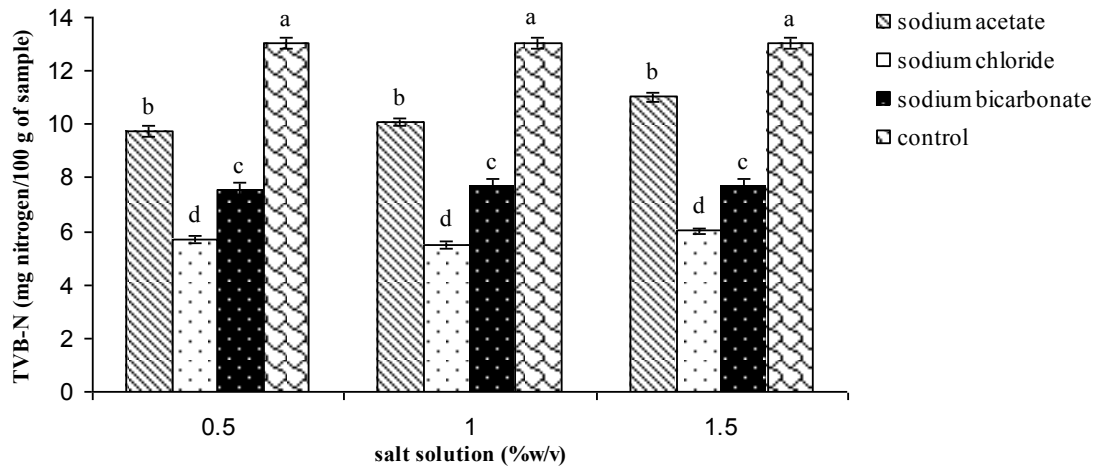 14
12
10
8
6
4
2
0
TVB-N (mg nitrogen/100 g of sample)
b
d
c
a
b
d
c
a
b
d
c
a
0.5
1
1.5
salt solution (%w/v)
sodium acetate
sodium chloride
sodium bicarbonate
control